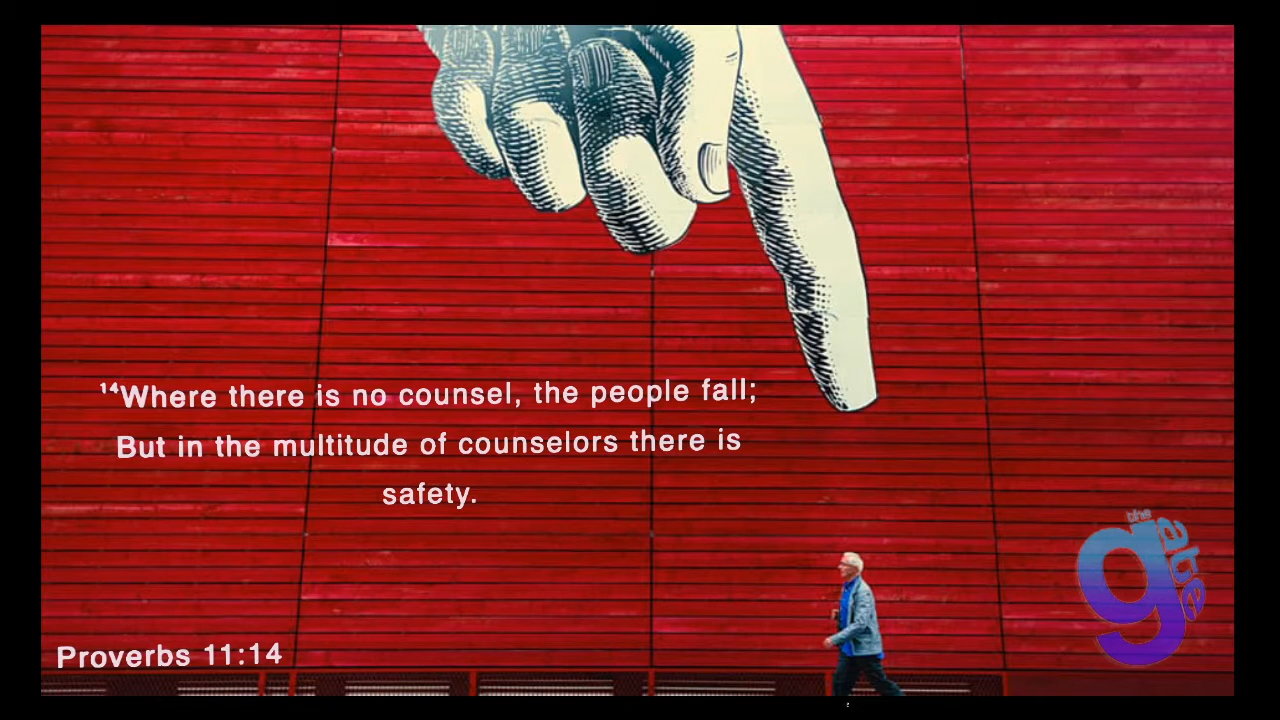 ¹⁴Where there is no counsel, the people fall;
But in the multitude of counselors there is
safety.
Proverbs 11:14
the gate